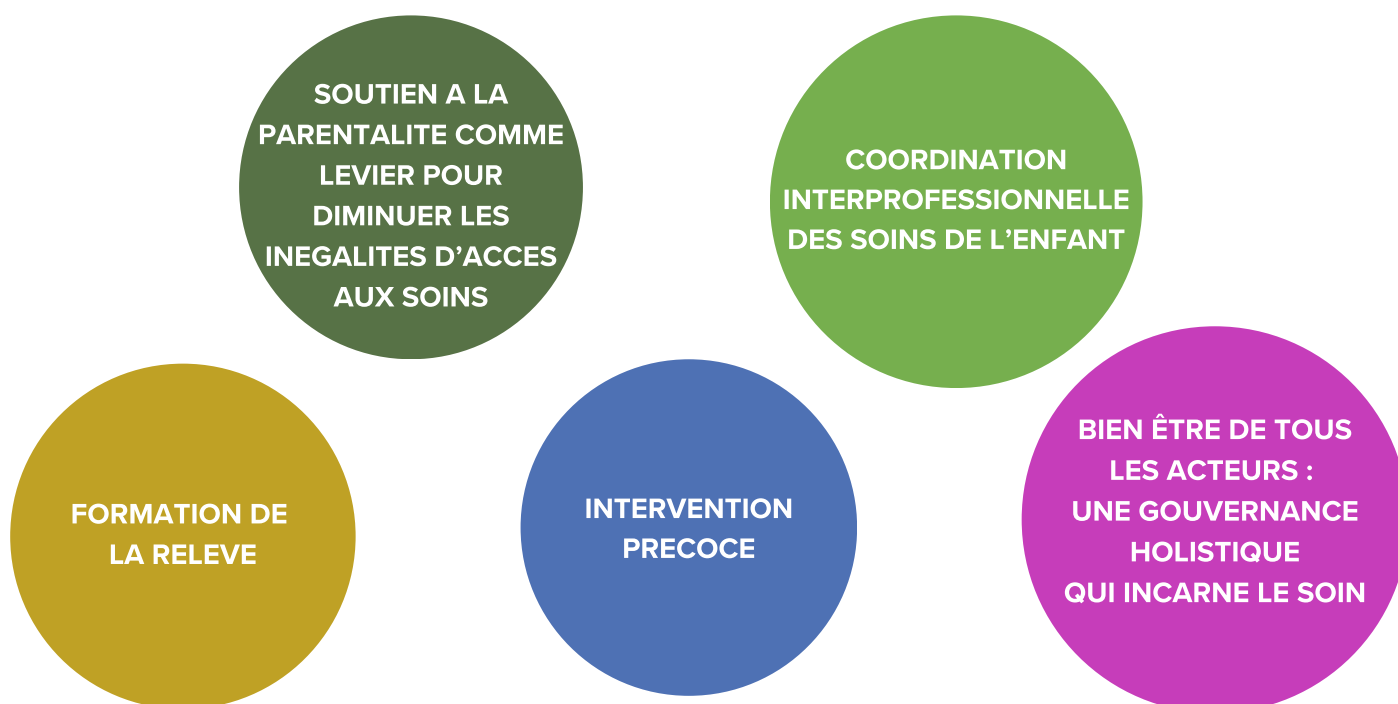 SOUTIEN A LA
PARENTALITE COMME
LEVIER POUR
DIMINUER LES
INEGALITES D'ACCES
AUX SOINS
COORDINATION
INTERPROFESSIONNELLE
DES SOINS DE L'ENFANT
FORMATION DE
LA RELEVE
INTERVENTION
PRECOCE
BIEN ÊTRE DE TOUS
LES ACTEURS :
UNE GOUVERNANCE
HOLISTIQUE
QUI INCARNE LE SOIN